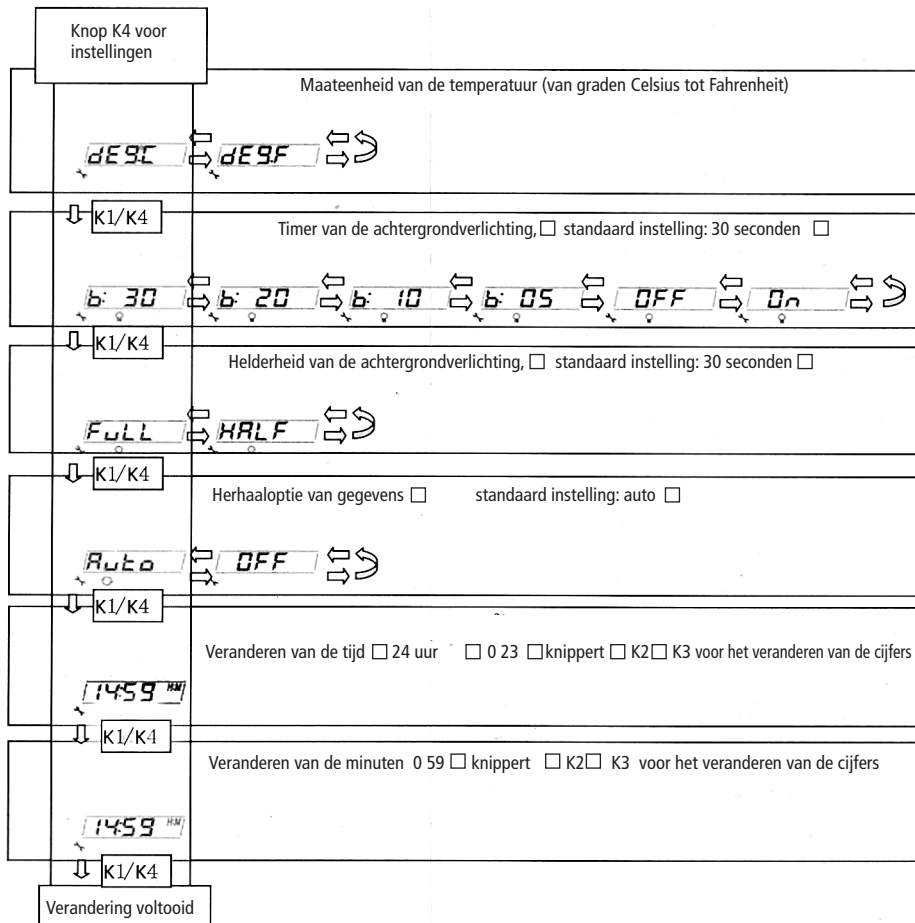 Knop K4 voor
instellingen
Maateenheid van de temperatuur (van graden Celsius tot Fahrenheit)
dEG.C dEG.F
K1/K4
Timer van de achtergrondverlichting, □ standaard instelling: 30 seconden □
b: 30 b: 20 b: 10 b: 05 OFF On
K1/K4
Helderheid van de achtergrondverlichting, □ standaard instelling: 30 seconden □
FuLL HALF
K1/K4
Herhaaloptie van gegevens □ standaard instelling: auto □
Auto OFF
K1/K4
Veranderen van de tijd □ 24 uur □ 0 23 □ knippert □ K2 □ K3 voor het veranderen van de cijfers
14:59 H:M
K1/K4
Veranderen van de minuten 0 59 □ knippert □ K2 □ K3 voor het veranderen van de cijfers
14:59 H:M
K1/K4
Verandering voltooid